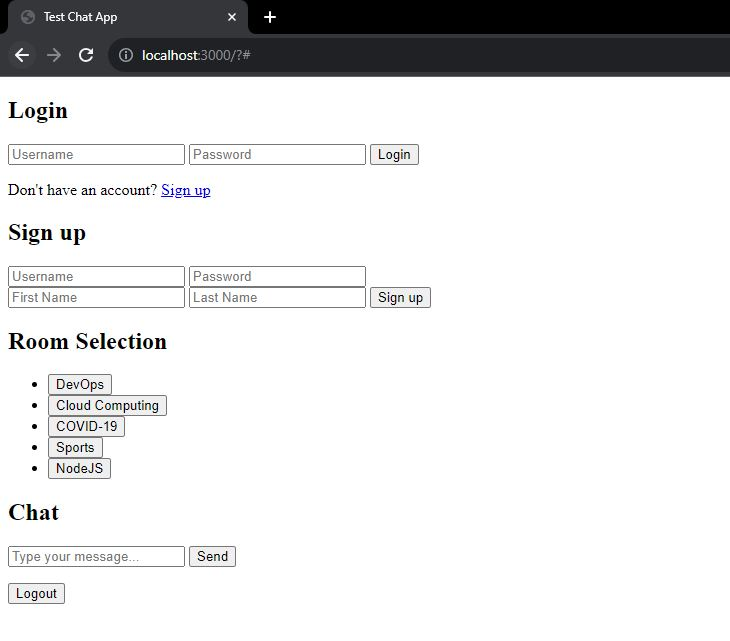 Test Chat App
localhost:3000/?#
Login
Username Password Login
Don't have an account? Sign up
Sign up
Username Password
First Name Last Name Sign up
Room Selection
DevOps
Cloud Computing
COVID-19
Sports
NodeJS
Chat
Type your message... Send
Logout